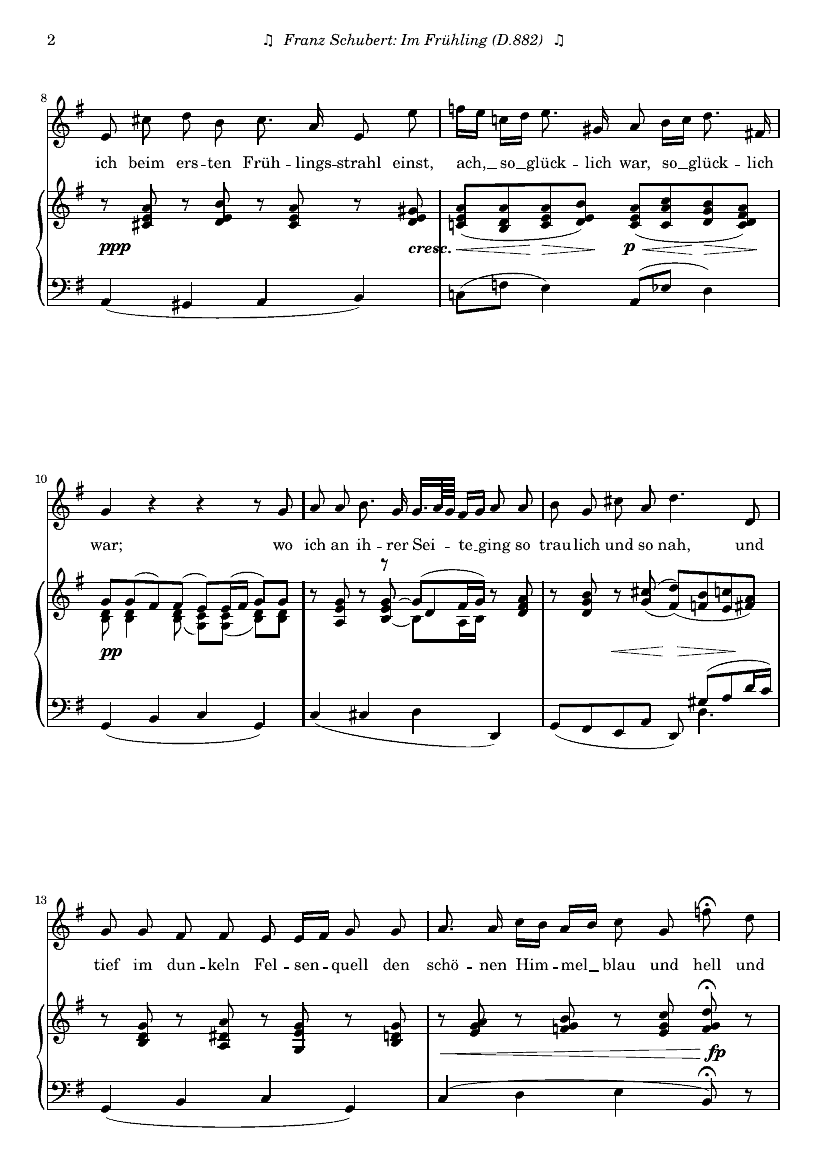 2
♫ Franz Schubert: Im Frühling (D.882) ♫
8
ich beim ers - ten Früh - lings - strahl einst, ach, _ so _ glück - lich war, so _ glück - lich
ppp cresc. p
10
war; wo ich an ih - rer Sei - te _ ging so traulich und so nah, und
pp
13
tief im dun - keln Fel - sen - quell den schö - nen Him - mel _ blau und hell und
fp